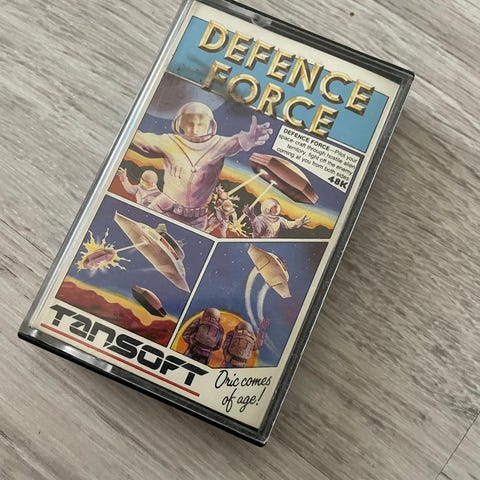 DEFENCE
FORCE
DEFENCE FORCE—Pilot your
space craft through hostile alien
territory, fight off the enemy
coming at you from both sides
48K
TANSOFT
Oric comes
of age!